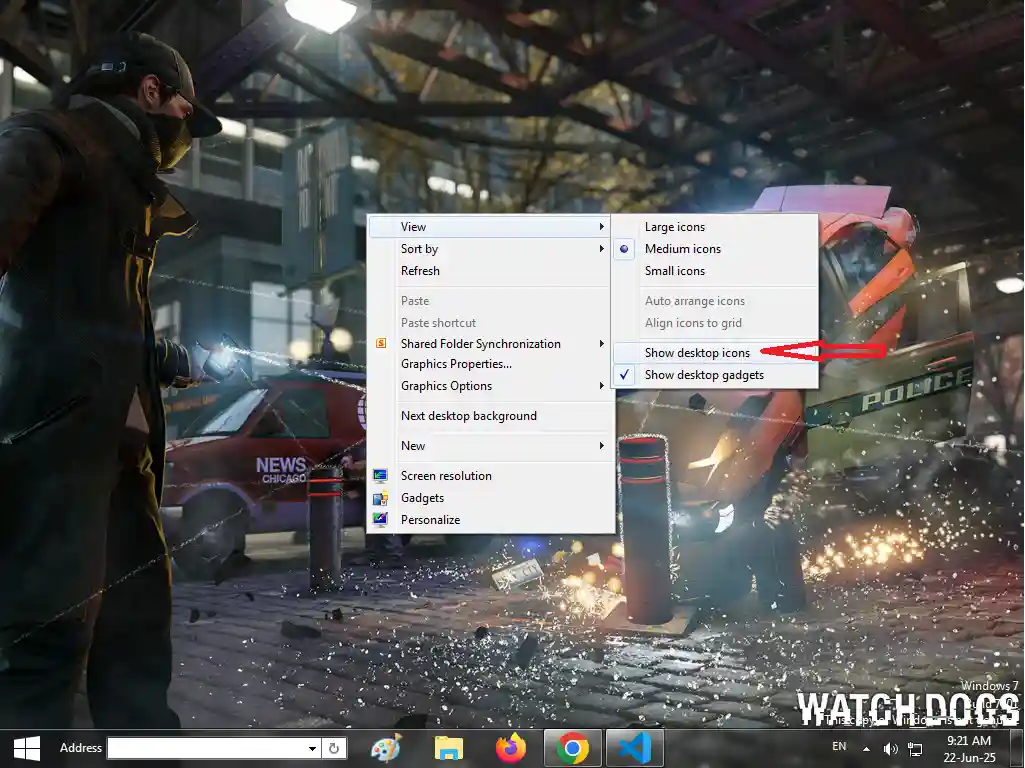 View
Sort by
Refresh
Paste
Paste shortcut
Shared Folder Synchronization
Graphics Properties...
Graphics Options
Next desktop background
New
Screen resolution
Gadgets
Personalize
Large icons
Medium icons
Small icons
Auto arrange icons
Align icons to grid
Show desktop icons
Show desktop gadgets
POLICE
NEWS
CHICAGO
Windows 7
WATCH DOGS
This copy of Windows is not genuine
Address
EN
9:21 AM
22-Jun-25